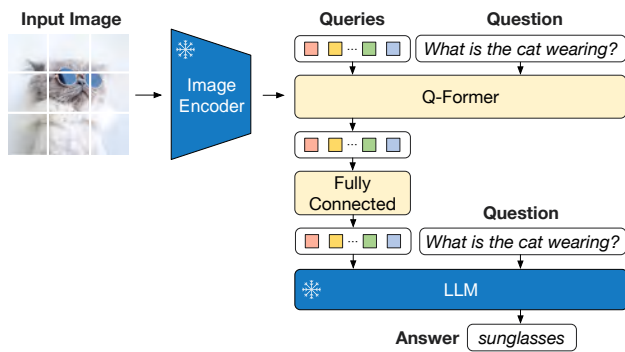 Input Image
Queries
Question
What is the cat wearing?
Image
Encoder
Q-Former
Fully
Connected
Question
What is the cat wearing?
LLM
Answer
sunglasses